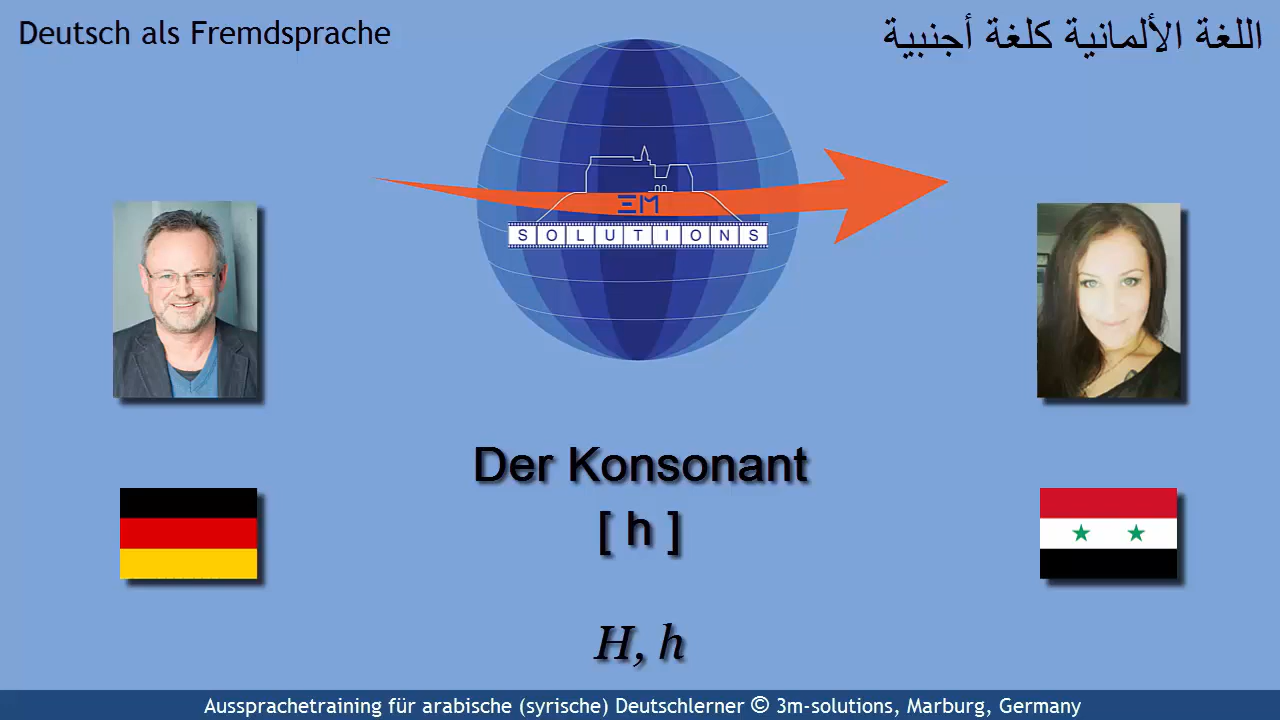 Deutsch als Fremdsprache
اللغة الألمانية كلغة أجنبية
3M
SOLUTIONS
Der Konsonant
[ h ]
H, h
Aussprachetraining für arabische (syrische) Deutschlerner © 3m-solutions, Marburg, Germany